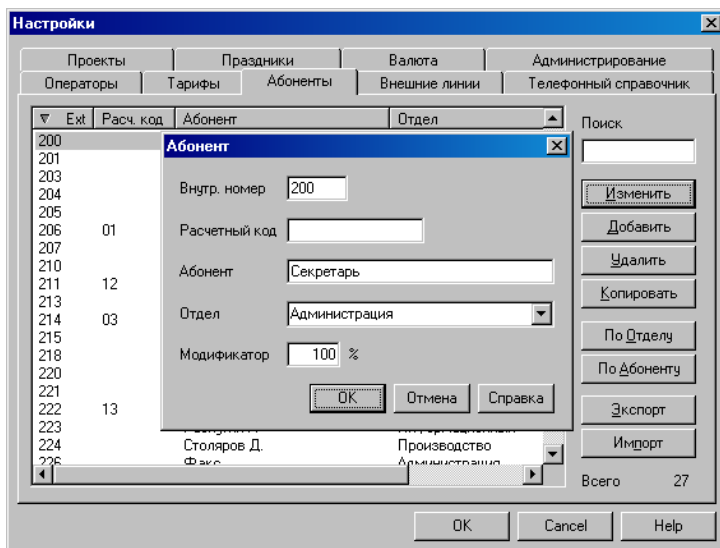 Настройки
Проекты Праздники Валюта Администрирование
Операторы Тарифы Абоненты Внешние линии Телефонный справочник
Ext Расч. код Абонент Отдел
Поиск
200
201
203
204
205
206 01
207
210
211 12
213
214 03
215
218
220
221
222 13
223
224 Столяров Д. Производство
226 Факс Администрация
Абонент
Внутр. номер 200
Расчетный код
Абонент Секретарь
Отдел Администрация
Модификатор 100 %
OK Отмена Справка
Изменить
Добавить
Удалить
Копировать
По Отделу
По Абоненту
Экспорт
Импорт
Всего 27
OK Cancel Help